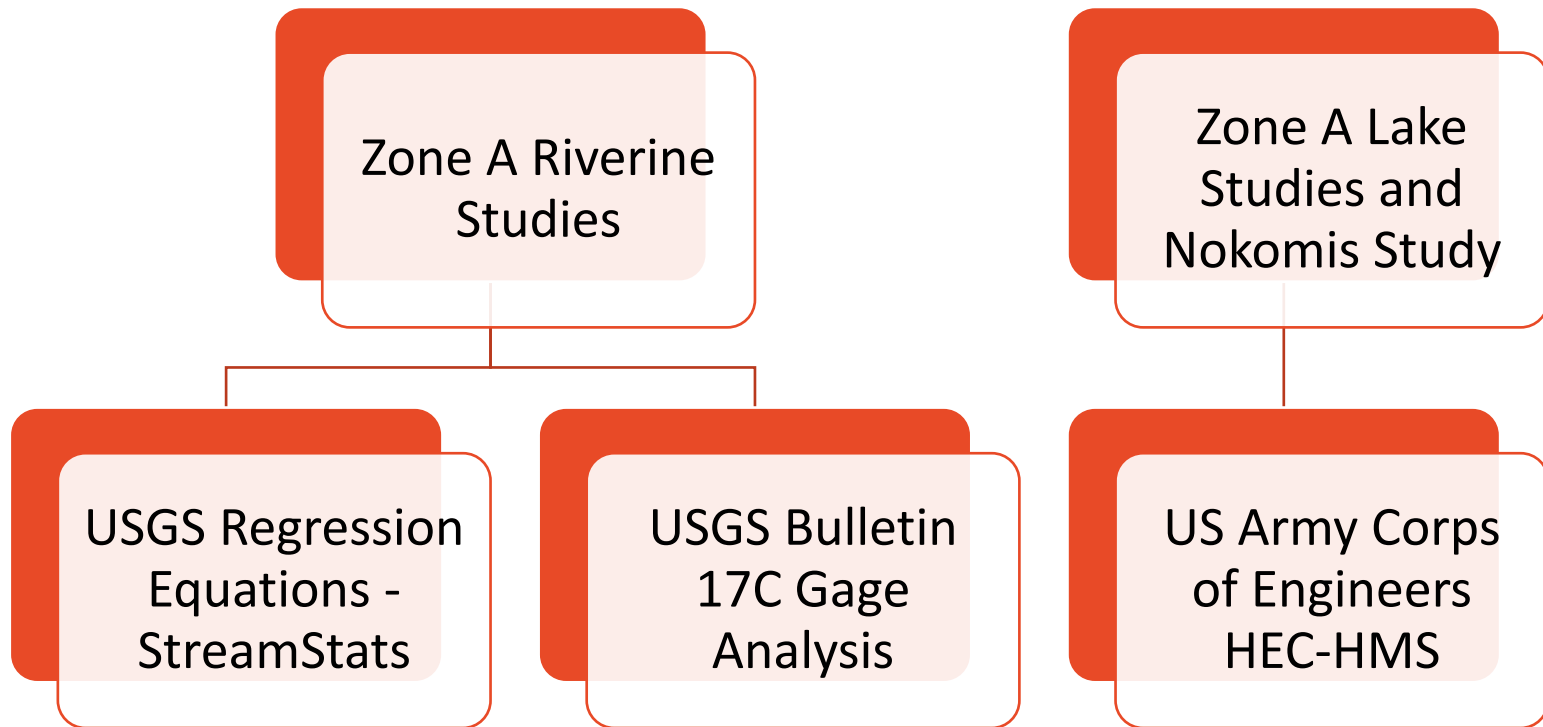 Zone A Riverine
Studies
Zone A Lake
Studies and
Nokomis Study
USGS Regression
Equations -
StreamStats
USGS Bulletin
17C Gage
Analysis
US Army Corps
of Engineers
HEC-HMS